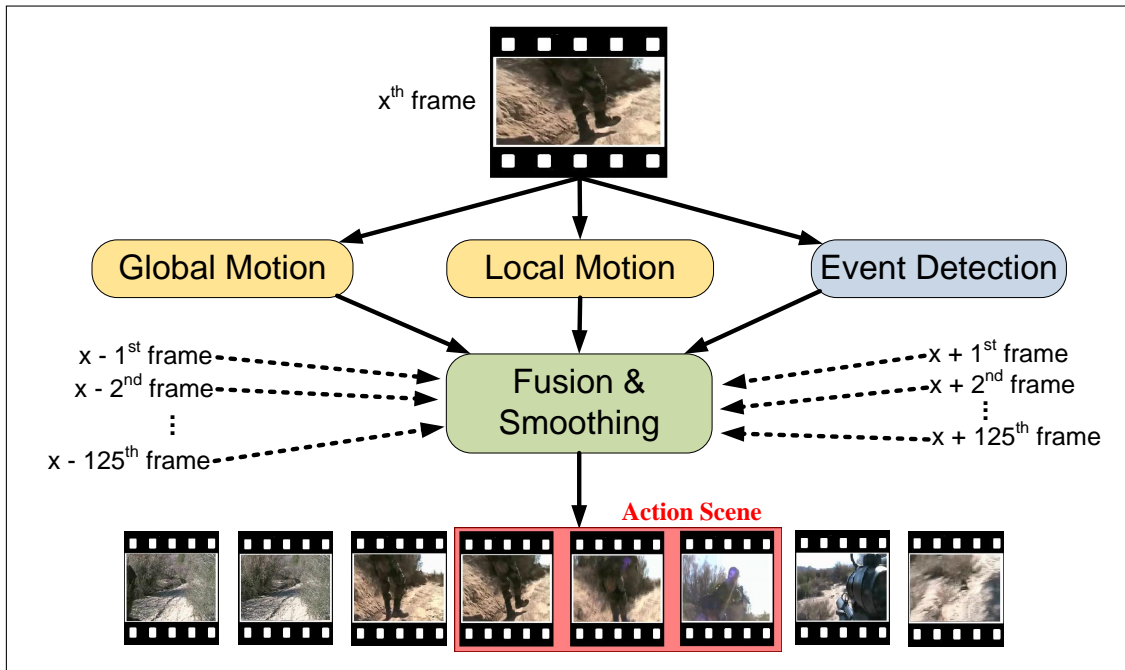 xth frame
Global Motion
Local Motion
Event Detection
x - 1st frame
x - 2nd frame
⋮
x - 125th frame
Fusion &
Smoothing
x + 1st frame
x + 2nd frame
⋮
x + 125th frame
Action Scene